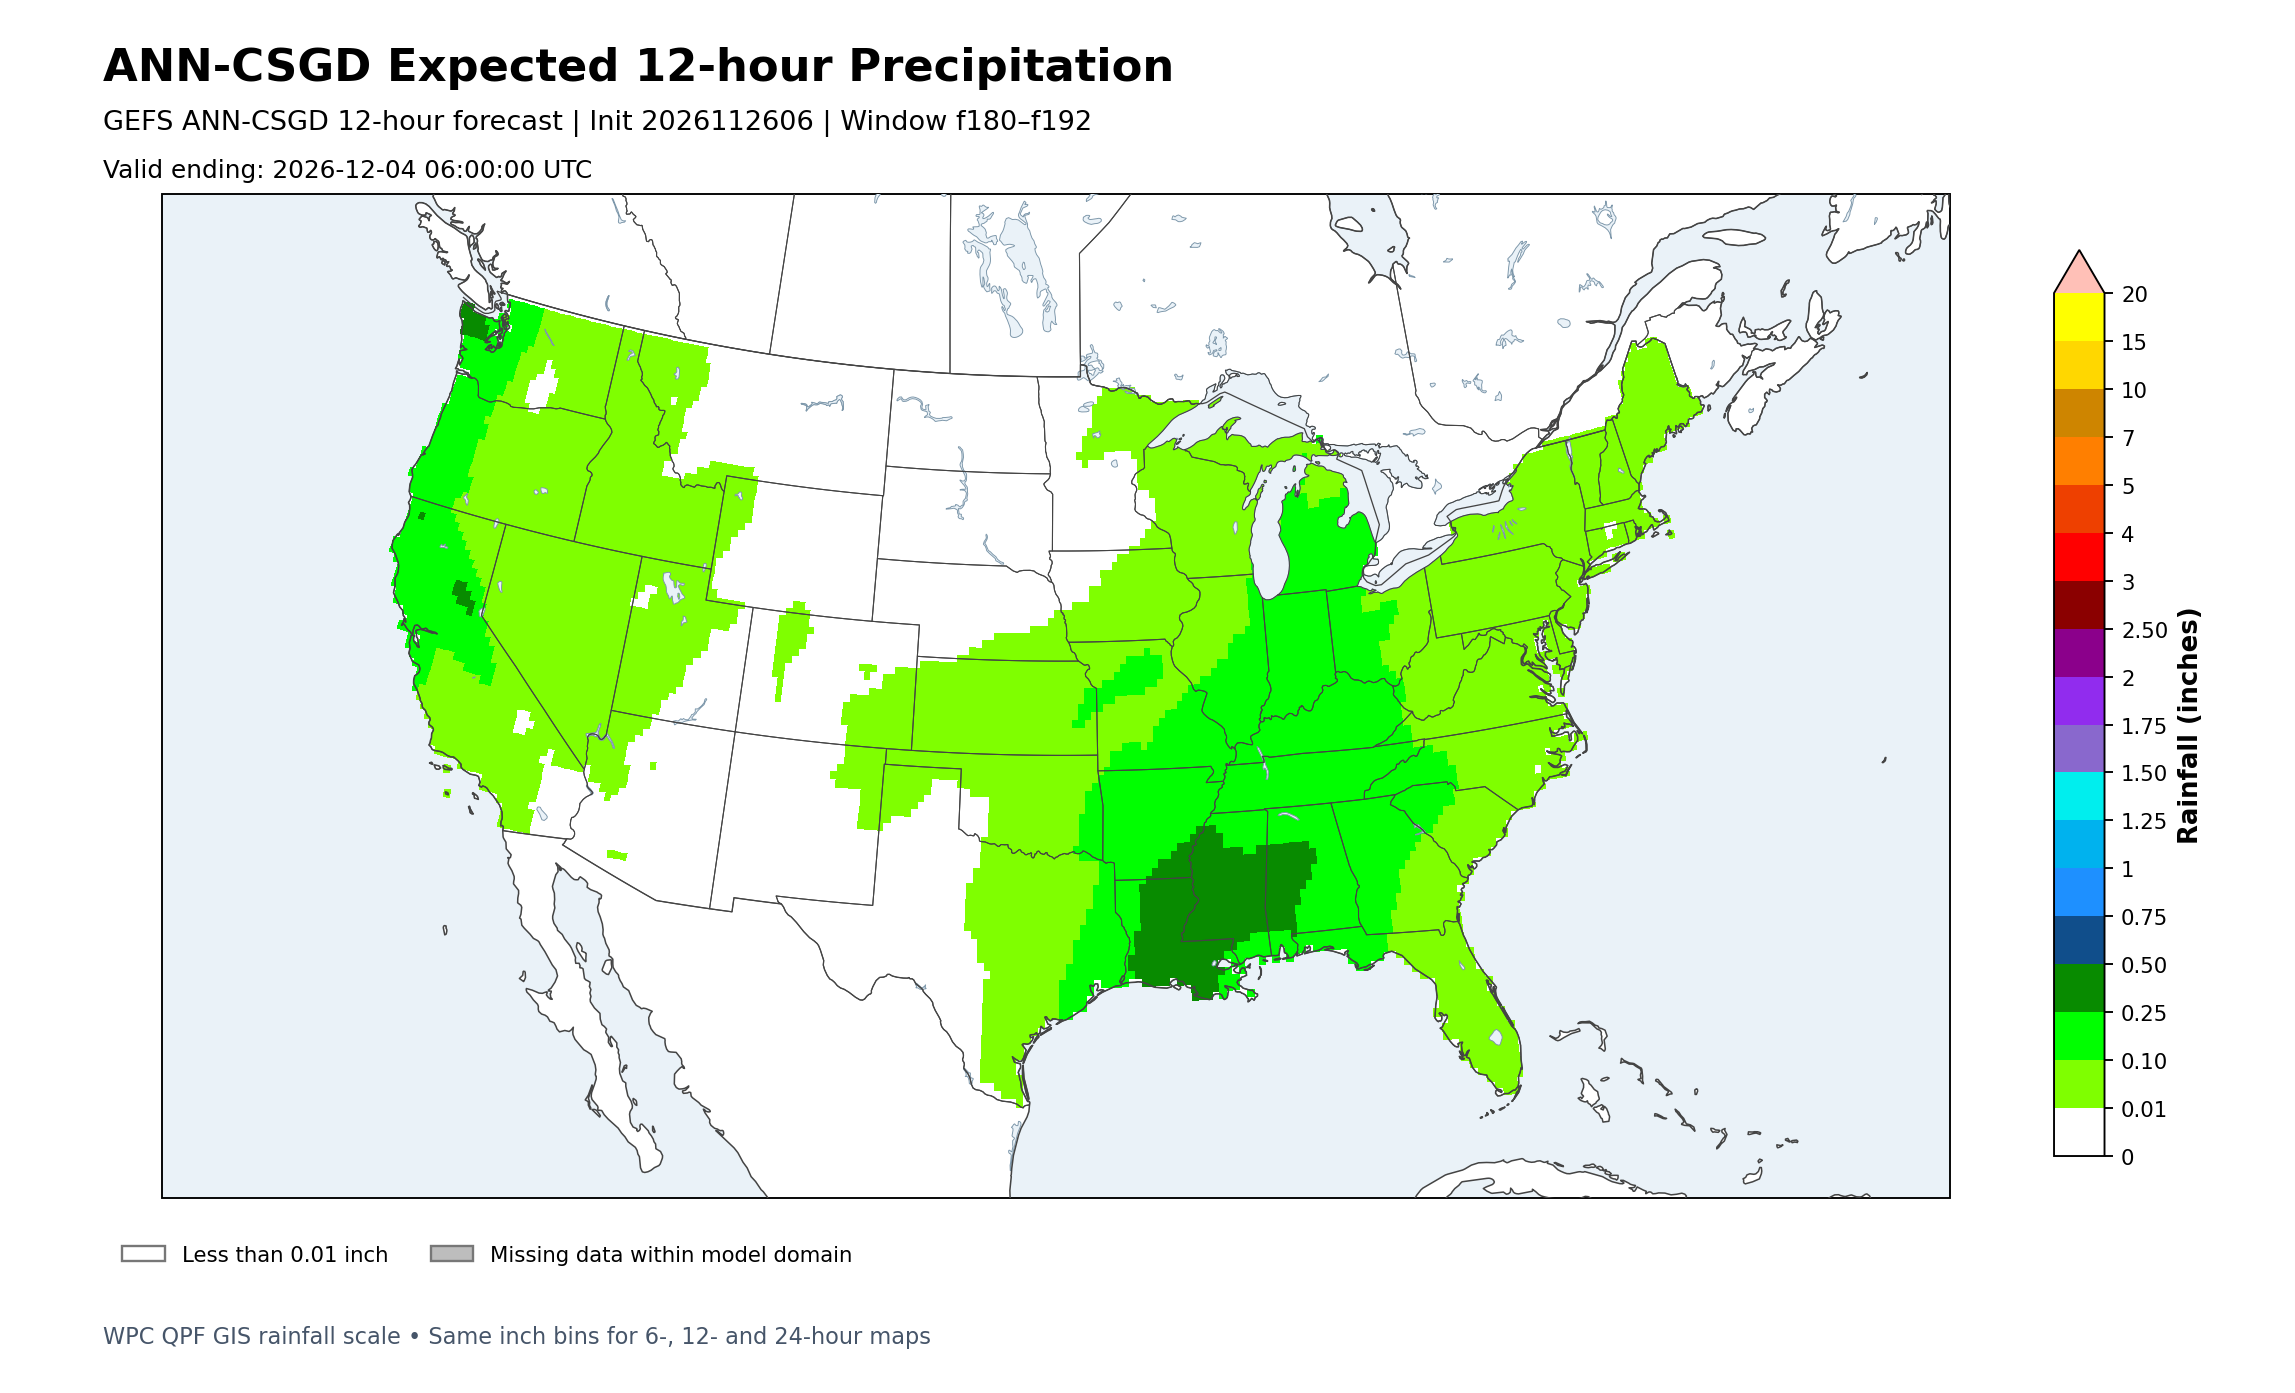 ANN-CSGD Expected 12-hour Precipitation
GEFS ANN-CSGD 12-hour forecast | Init 2026112606 | Window f180–f192
Valid ending: 2026-12-04 06:00:00 UTC
20
15
10
7
5
4
3
2.50
2
1.75
1.50
1.25
1
0.75
0.50
0.25
0.10
0.01
0
Rainfall (inches)
Less than 0.01 inch
Missing data within model domain
WPC QPF GIS rainfall scale • Same inch bins for 6-, 12- and 24-hour maps